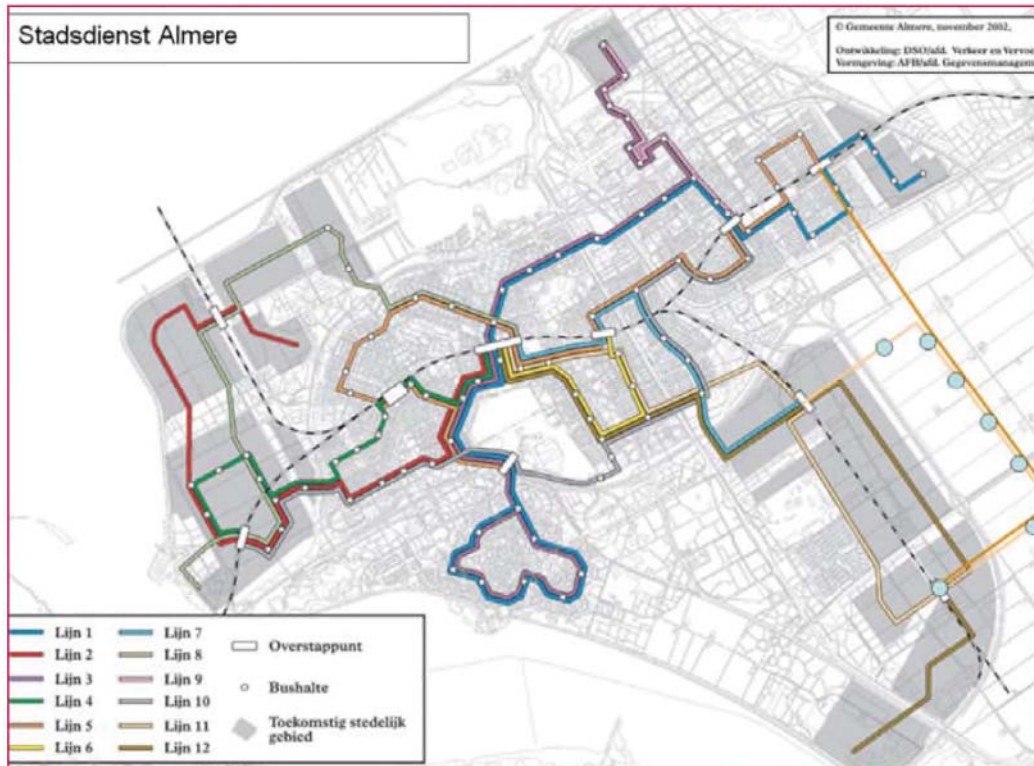 Stadsdienst Almere
© Gemeente Almere, november 2002,
Ontwikkeling: DSO/afd. Verkeer en Vervoe
Vormgeving: AFB/afd. Gegevensmanagem
Lijn 1
Lijn 2
Lijn 3
Lijn 4
Lijn 5
Lijn 6
Lijn 7
Lijn 8
Lijn 9
Lijn 10
Lijn 11
Lijn 12
Overstappunt
Bushalte
Toekomstig stedelijk
gebied